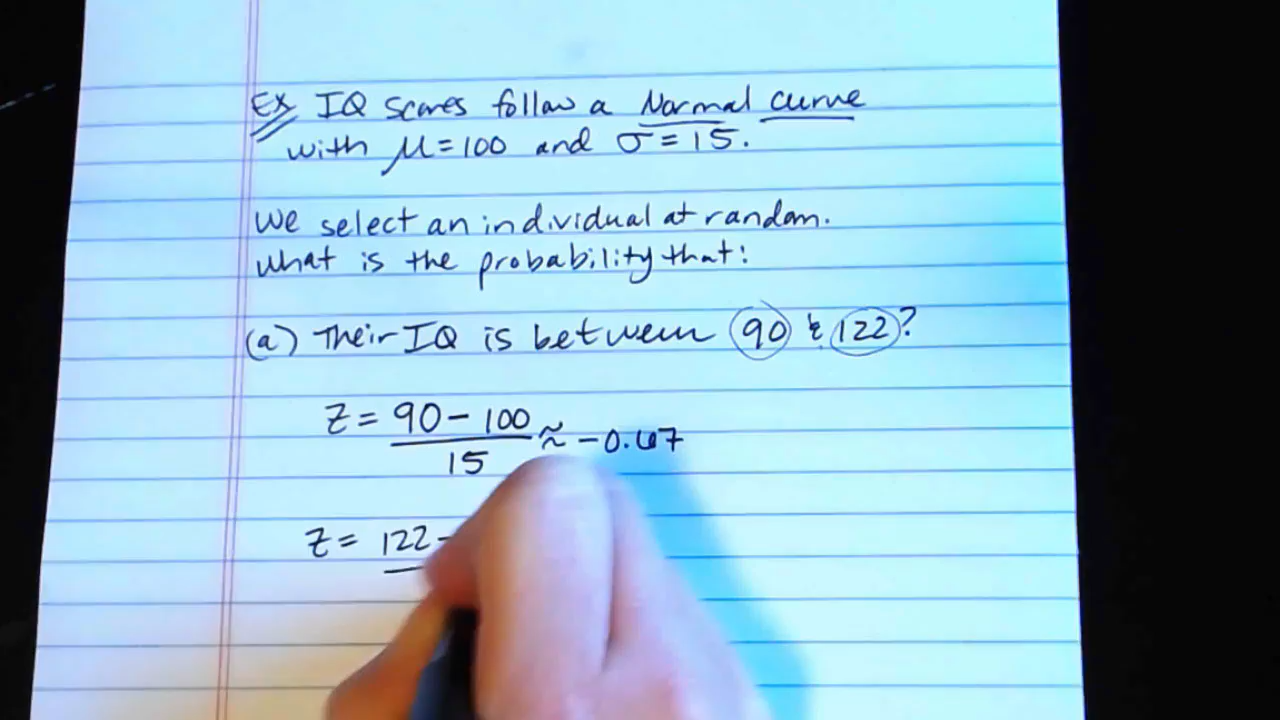 Ex IQ scores follow a Normal curve
with μ = 100 and σ = 15.
We select an individual at random.
What is the probability that:
(a) Their IQ is between 90 & 122?
Z = 90 - 100
15
≈ -0.67
Z = 122 -